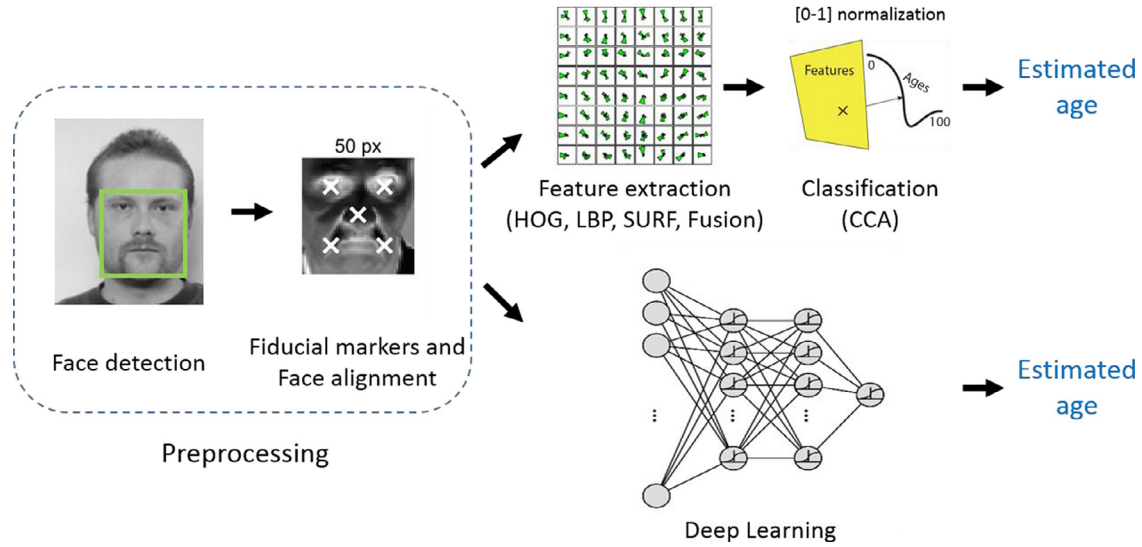 [0-1] normalization
Features
0
Ages
100
Estimated
age
50 px
Feature extraction
(HOG, LBP, SURF, Fusion)
Classification
(CCA)
Face detection
Fiducial markers and
Face alignment
Preprocessing
Estimated
age
Deep Learning